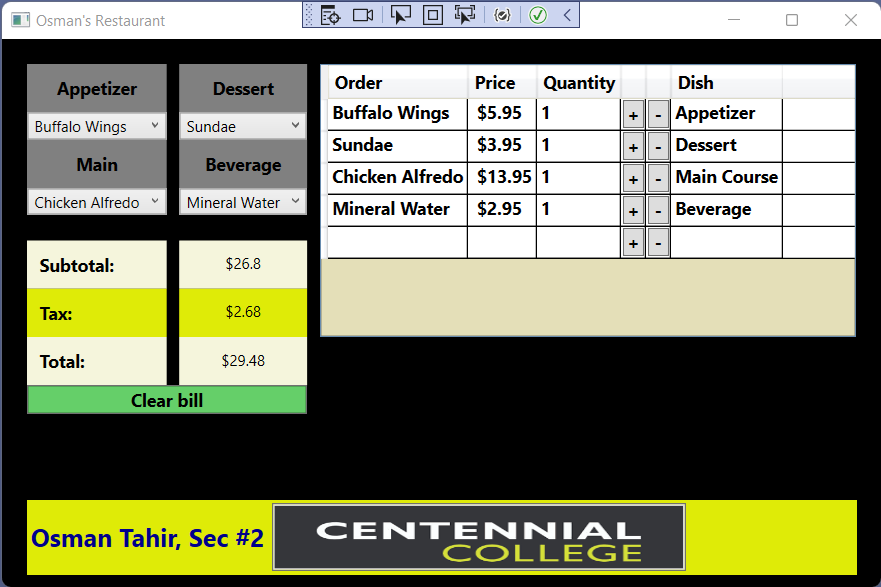 Osman's Restaurant
Appetizer Dessert
Buffalo Wings Sundae
Main Beverage
Chicken Alfredo Mineral Water
Subtotal: $26.8
Tax: $2.68
Total: $29.48
Clear bill
Order Price Quantity Dish
Buffalo Wings $5.95 1 + - Appetizer
Sundae $3.95 1 + - Dessert
Chicken Alfredo $13.95 1 + - Main Course
Mineral Water $2.95 1 + - Beverage
+ -
Osman Tahir, Sec #2
CENTENNIAL
COLLEGE